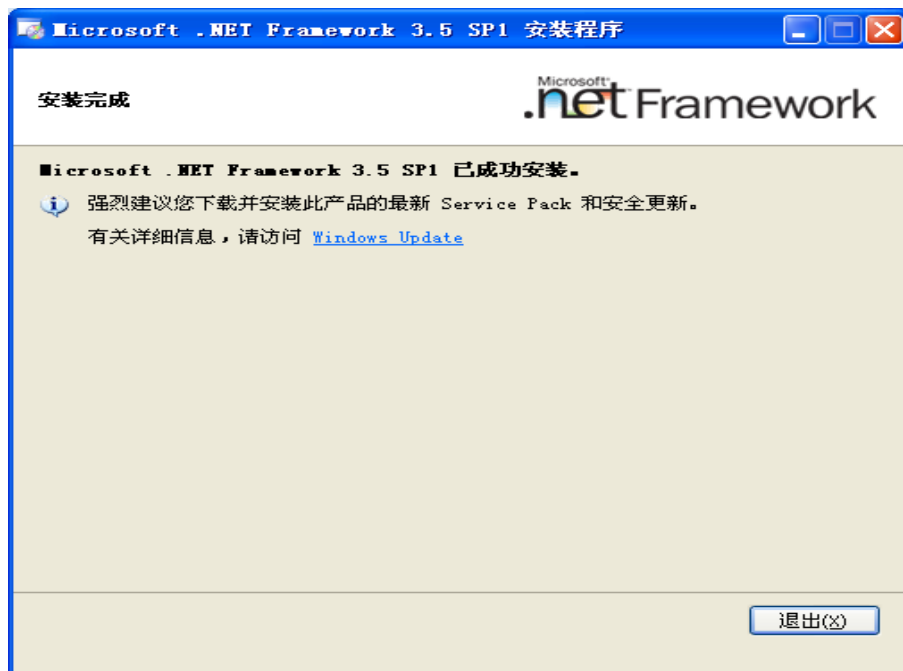 Microsoft .NET Framework 3.5 SP1 安装程序
安装完成
Microsoft®
.net Framework
Microsoft .NET Framework 3.5 SP1 已成功安装。
强烈建议您下载并安装此产品的最新 Service Pack 和安全更新。
有关详细信息，请访问 Windows Update
退出(X)